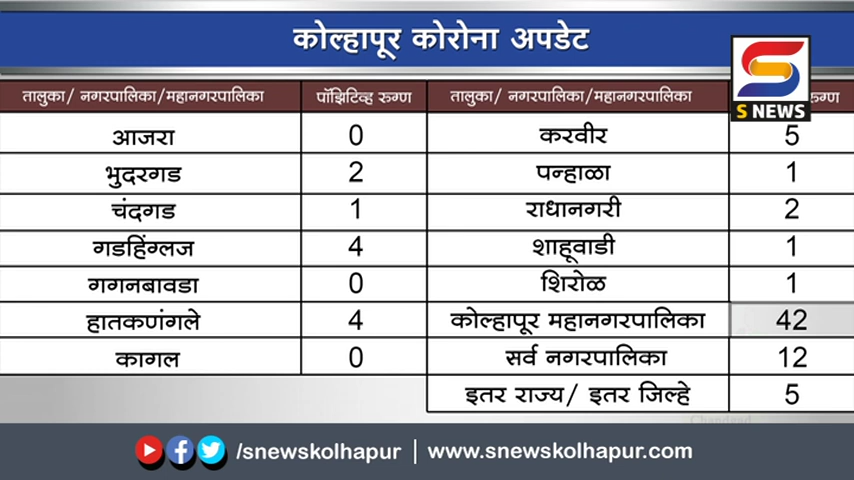 कोल्हापूर कोरोना अपडेट
S NEWS
तालुका/ नगरपालिका/महानगरपालिका पॉझिटिव्ह रुग्ण तालुका/ नगरपालिका/महानगरपालिका रुग्ण
आजरा 0 करवीर 5
भुदरगड 2 पन्हाळा 1
चंदगड 1 राधानगरी 2
गडहिंग्लज 4 शाहूवाडी 1
गगनबावडा 0 शिरोळ 1
हातकणंगले 4 कोल्हापूर महानगरपालिका 42
कागल 0 सर्व नगरपालिका 12
इतर राज्य/ इतर जिल्हे 5
/snewskolhapur www.snewskolhapur.com